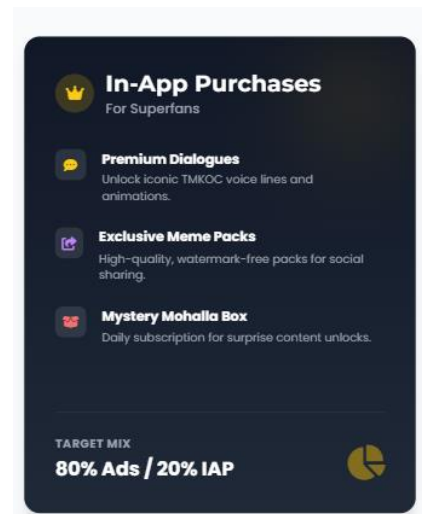 In-App Purchases
For Superfans
Premium Dialogues
Unlock iconic TMKOC voice lines and
animations.
Exclusive Meme Packs
High-quality, watermark-free packs for social
sharing.
Mystery Mohalla Box
Daily subscription for surprise content unlocks.
TARGET MIX
80% Ads / 20% IAP